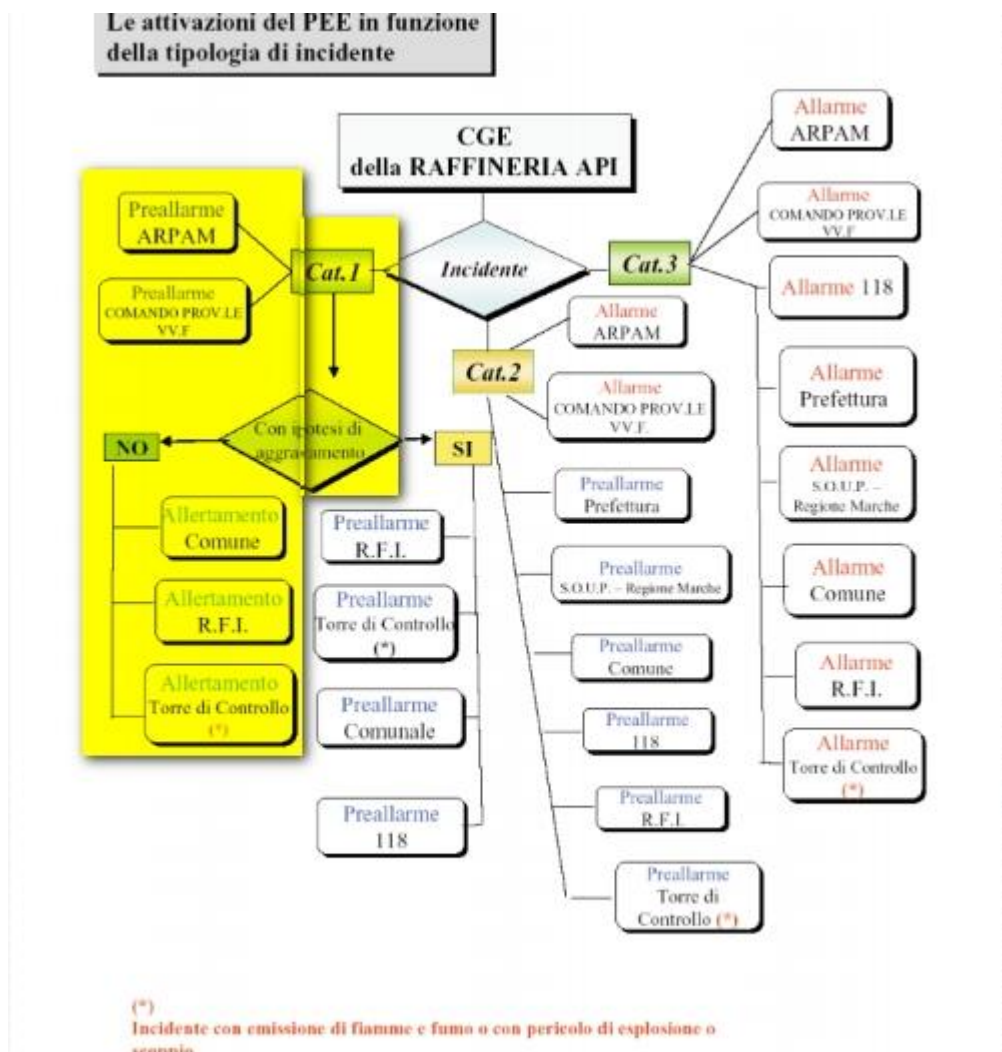 Le attivazioni del PEE in funzione
della tipologia di incidente
CGE
della RAFFINERIA API
Incidente
Cat.1
Preallarme
ARPAM
Preallarme
COMANDO PROV.LE
VV.F
Con ipotesi di
aggravamento
NO
Allertamento
Comune
Allertamento
R.F.I.
Allertamento
Torre di Controllo
(*)
SI
Preallarme
R.F.I.
Preallarme
Torre di Controllo
(*)
Preallarme
Comunale
Preallarme
118
Cat.2
Allarme
ARPAM
Allarme
COMANDO PROV.LE
VV.F.
Preallarme
Prefettura
Preallarme
S.O.U.P. – Regione Marche
Preallarme
Comune
Preallarme
118
Preallarme
R.F.I.
Preallarme
Torre di
Controllo (*)
Cat.3
Allarme
ARPAM
Allarme
COMANDO PROV.LE
VV.F
Allarme 118
Allarme
Prefettura
Allarme
S.O.U.P. –
Regione Marche
Allarme
Comune
Allarme
R.F.I.
Allarme
Torre di Controllo
(*)
(*)
Incidente con emissione di fiamme e fumo o con pericolo di esplosione o